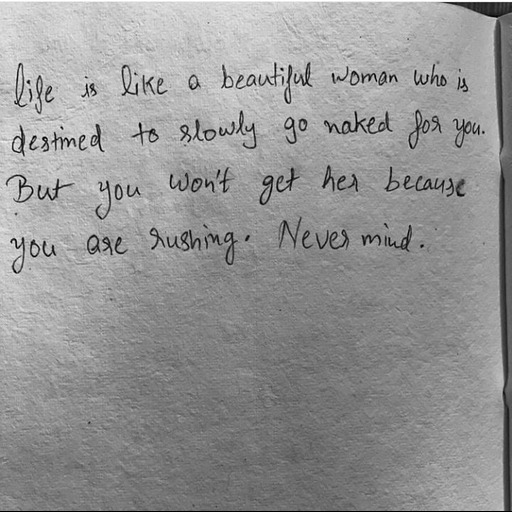 life is like a beautiful woman who is
destined to slowly go naked for you.
But you won't get her because
you are rushing. Never mind.